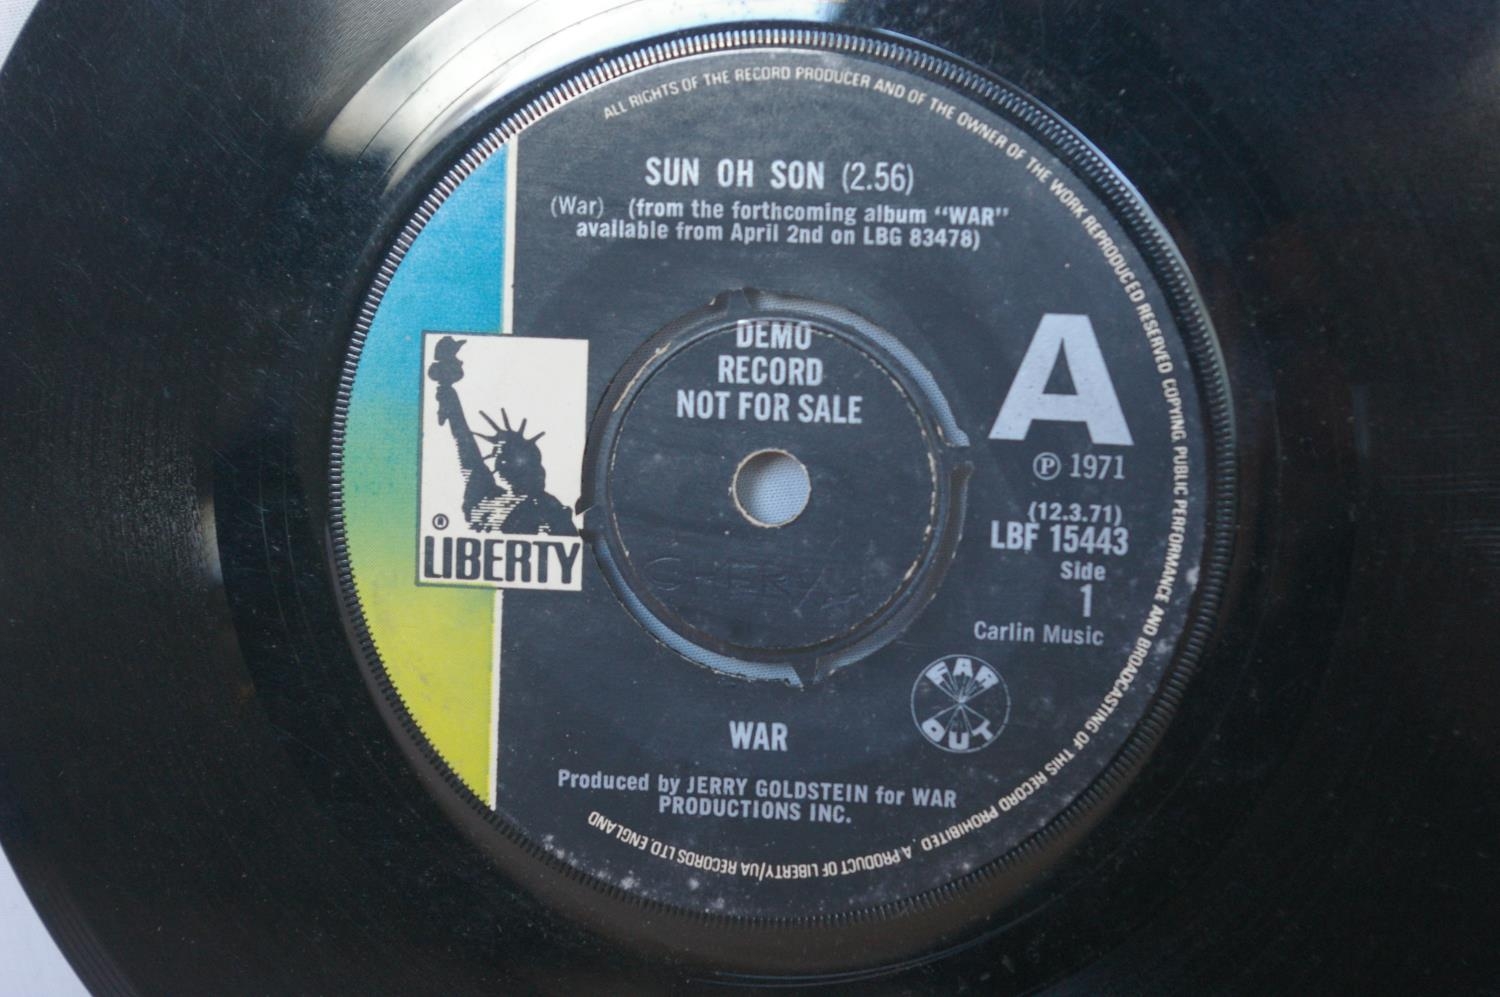 ALL RIGHTS OF THE RECORD PRODUCER AND OF THE OWNER OF THE WORK REPRODUCED RESERVED COPYING, PUBLIC PERFORMANCE AND BROADCASTING OF THIS RECORD PROHIBITED. A PRODUCT OF LIBERTY/UA RECORDS LTD. ENGLAND
SUN OH SON (2.56)
(War) (from the forthcoming album "WAR"
available from April 2nd on LBG 83478)
DEMO
RECORD
NOT FOR SALE
A
Ⓟ 1971
(12.3.71)
LBF 15443
Side
1
Carlin Music
® LIBERTY
FAR
OUT
WAR
Produced by JERRY GOLDSTEIN for WAR
PRODUCTIONS INC.